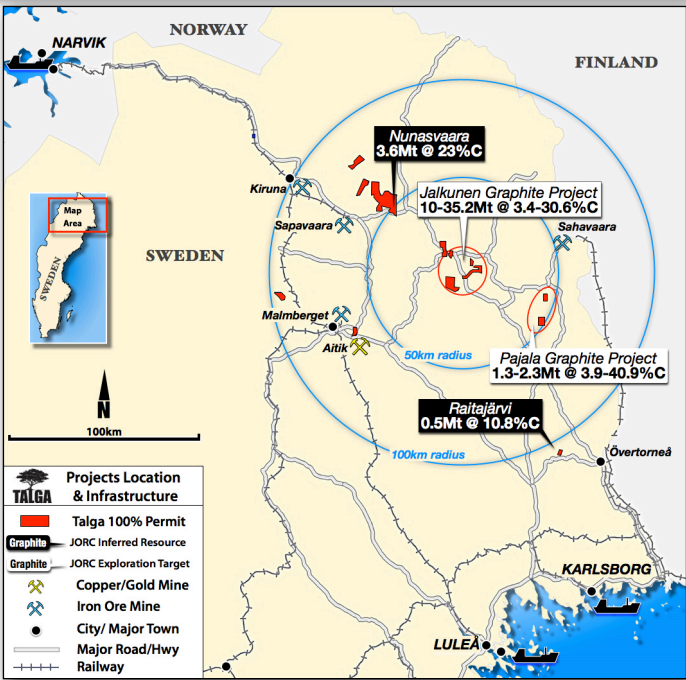 NORWAY
NARVIK
FINLAND
Nunasvaara
3.6Mt @ 23%C
Kiruna
Jalkunen Graphite Project
10-35.2Mt @ 3.4-30.6%C
Sapavaara
Sahavaara
Map
Area
SWEDEN
SWEDEN
Malmberget
Aitik
50km radius
Pajala Graphite Project
1.3-2.3Mt @ 3.9-40.9%C
N
100km
Raitajärvi
0.5Mt @ 10.8%C
100km radius
Övertorneå
TALGA
Projects Location
& Infrastructure
Talga 100% Permit
Graphite JORC Inferred Resource
Graphite JORC Exploration Target
Copper/Gold Mine
Iron Ore Mine
City/ Major Town
Major Road/Hwy
Railway
KARLSBORG
LULEÅ